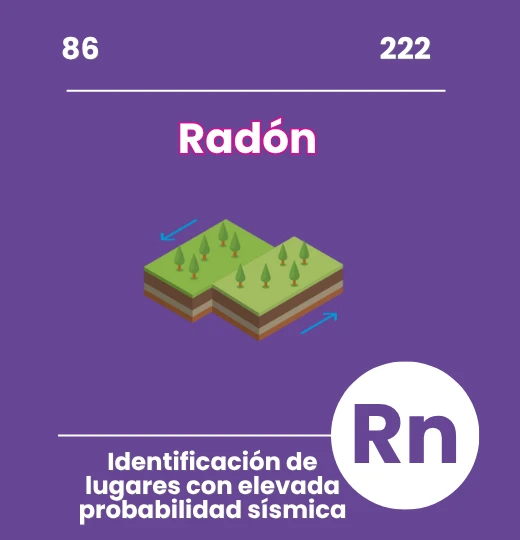 86
222
Radón
Rn
Identificación de
lugares con elevada
probabilidad sísmica